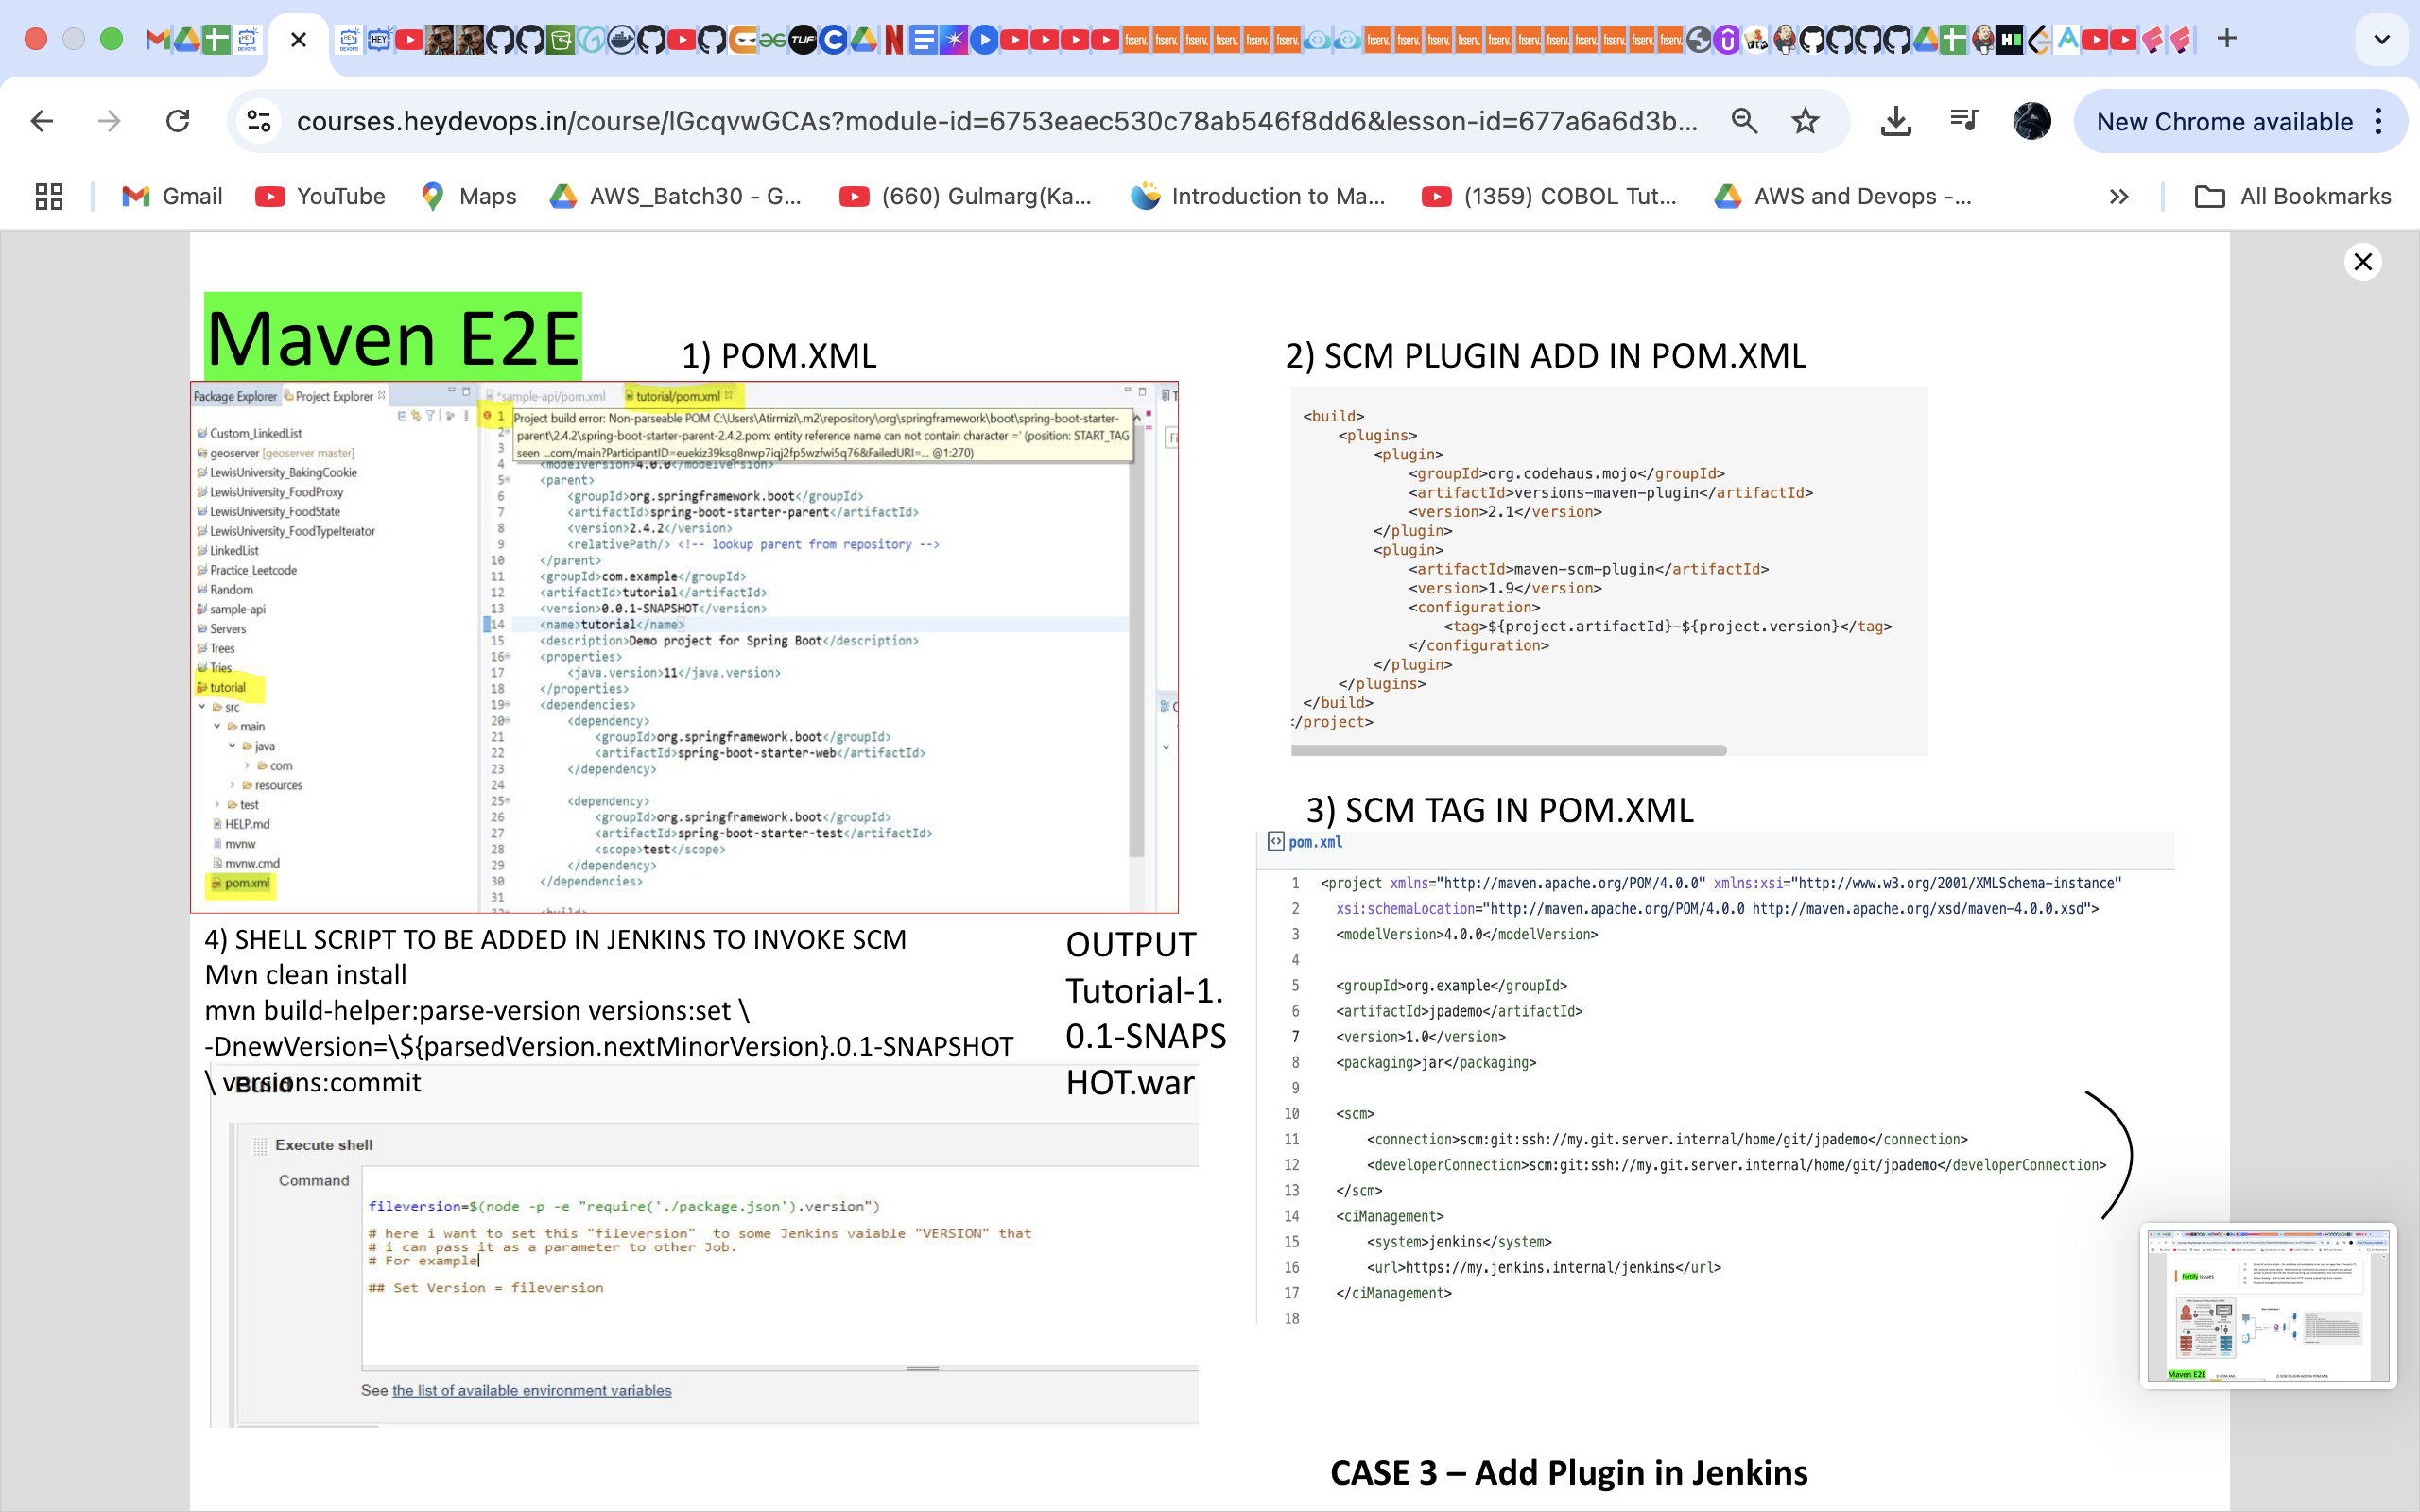 courses.heydevops.in/course/lGcqvwGCAs?module-id=6753eaec530c78ab546f8dd6&lesson-id=677a6a6d3b...
New Chrome available
Gmail
YouTube
Maps
AWS_Batch30 - G...
(660) Gulmarg(Ka...
Introduction to Ma...
(1359) COBOL Tut...
AWS and Devops -...
All Bookmarks
Maven E2E
1) POM.XML
Package Explorer
Project Explorer
Custom_LinkedList
geoserver [geoserver master]
LewisUniversity_BakingCookie
LewisUniversity_FoodProxy
LewisUniversity_FoodState
LewisUniversity_FoodTypeIterator
LinkedList
Practice_Leetcode
Random
sample-api
Servers
Trees
Tries
tutorial
src
main
java
com
resources
test
HELP.md
mvnw
mvnw.cmd
pom.xml
*sample-api/pom.xml
tutorial/pom.xml
Project build error: Non-parseable POM C:\Users\Atirmizi\.m2\repository\org\springframework\boot\spring-boot-starter-
parent\2.4.2\spring-boot-starter-parent-2.4.2.pom: entity reference name can not contain character =' (position: START_TAG
seen ...com/main?ParticipantID=euekiz39ksg8nwp7iqj2fp5wzfwi5q76&FailedURI=... @1:270)
1
2
3
4 <modelVersion>4.0.0</modelVersion>
5 <parent>
6 <groupId>org.springframework.boot</groupId>
7 <artifactId>spring-boot-starter-parent</artifactId>
8 <version>2.4.2</version>
9 <relativePath/> <!-- lookup parent from repository -->
10 </parent>
11 <groupId>com.example</groupId>
12 <artifactId>tutorial</artifactId>
13 <version>0.0.1-SNAPSHOT</version>
14 <name>tutorial</name>
15 <description>Demo project for Spring Boot</description>
16 <properties>
17 <java.version>11</java.version>
18 </properties>
19 <dependencies>
20 <dependency>
21 <groupId>org.springframework.boot</groupId>
22 <artifactId>spring-boot-starter-web</artifactId>
23 </dependency>
24
25 <dependency>
26 <groupId>org.springframework.boot</groupId>
27 <artifactId>spring-boot-starter-test</artifactId>
28 <scope>test</scope>
29 </dependency>
30 </dependencies>
31
32 <build>
2) SCM PLUGIN ADD IN POM.XML
<build>
<plugins>
<plugin>
<groupId>org.codehaus.mojo</groupId>
<artifactId>versions-maven-plugin</artifactId>
<version>2.1</version>
</plugin>
<plugin>
<artifactId>maven-scm-plugin</artifactId>
<version>1.9</version>
<configuration>
<tag>${project.artifactId}-${project.version}</tag>
</configuration>
</plugin>
</plugins>
</build>
</project>
3) SCM TAG IN POM.XML
pom.xml
1 <project xmlns="http://maven.apache.org/POM/4.0.0" xmlns:xsi="http://www.w3.org/2001/XMLSchema-instance"
2 xsi:schemaLocation="http://maven.apache.org/POM/4.0.0 http://maven.apache.org/xsd/maven-4.0.0.xsd">
3 <modelVersion>4.0.0</modelVersion>
4
5 <groupId>org.example</groupId>
6 <artifactId>jpademo</artifactId>
7 <version>1.0</version>
8 <packaging>jar</packaging>
9
10 <scm>
11 <connection>scm:git:ssh://my.git.server.internal/home/git/jpademo</connection>
12 <developerConnection>scm:git:ssh://my.git.server.internal/home/git/jpademo</developerConnection>
13 </scm>
14 <ciManagement>
15 <system>jenkins</system>
16 <url>https://my.jenkins.internal/jenkins</url>
17 </ciManagement>
18
4) SHELL SCRIPT TO BE ADDED IN JENKINS TO INVOKE SCM
Mvn clean install
mvn build-helper:parse-version versions:set \
-DnewVersion=\${parsedVersion.nextMinorVersion}.0.1-SNAPSHOT
\ versions:commit
OUTPUT
Tutorial-1.
0.1-SNAPS
HOT.war
Build
Execute shell
Command
fileversion=$(node -p -e "require('./package.json').version")
# here i want to set this "fileversion" to some Jenkins vaiable "VERSION" that
# i can pass it as a parameter to other Job.
# For example
## Set Version = fileversion
See the list of available environment variables
CASE 3 – Add Plugin in Jenkins
Fortify Issues
Maven E2E